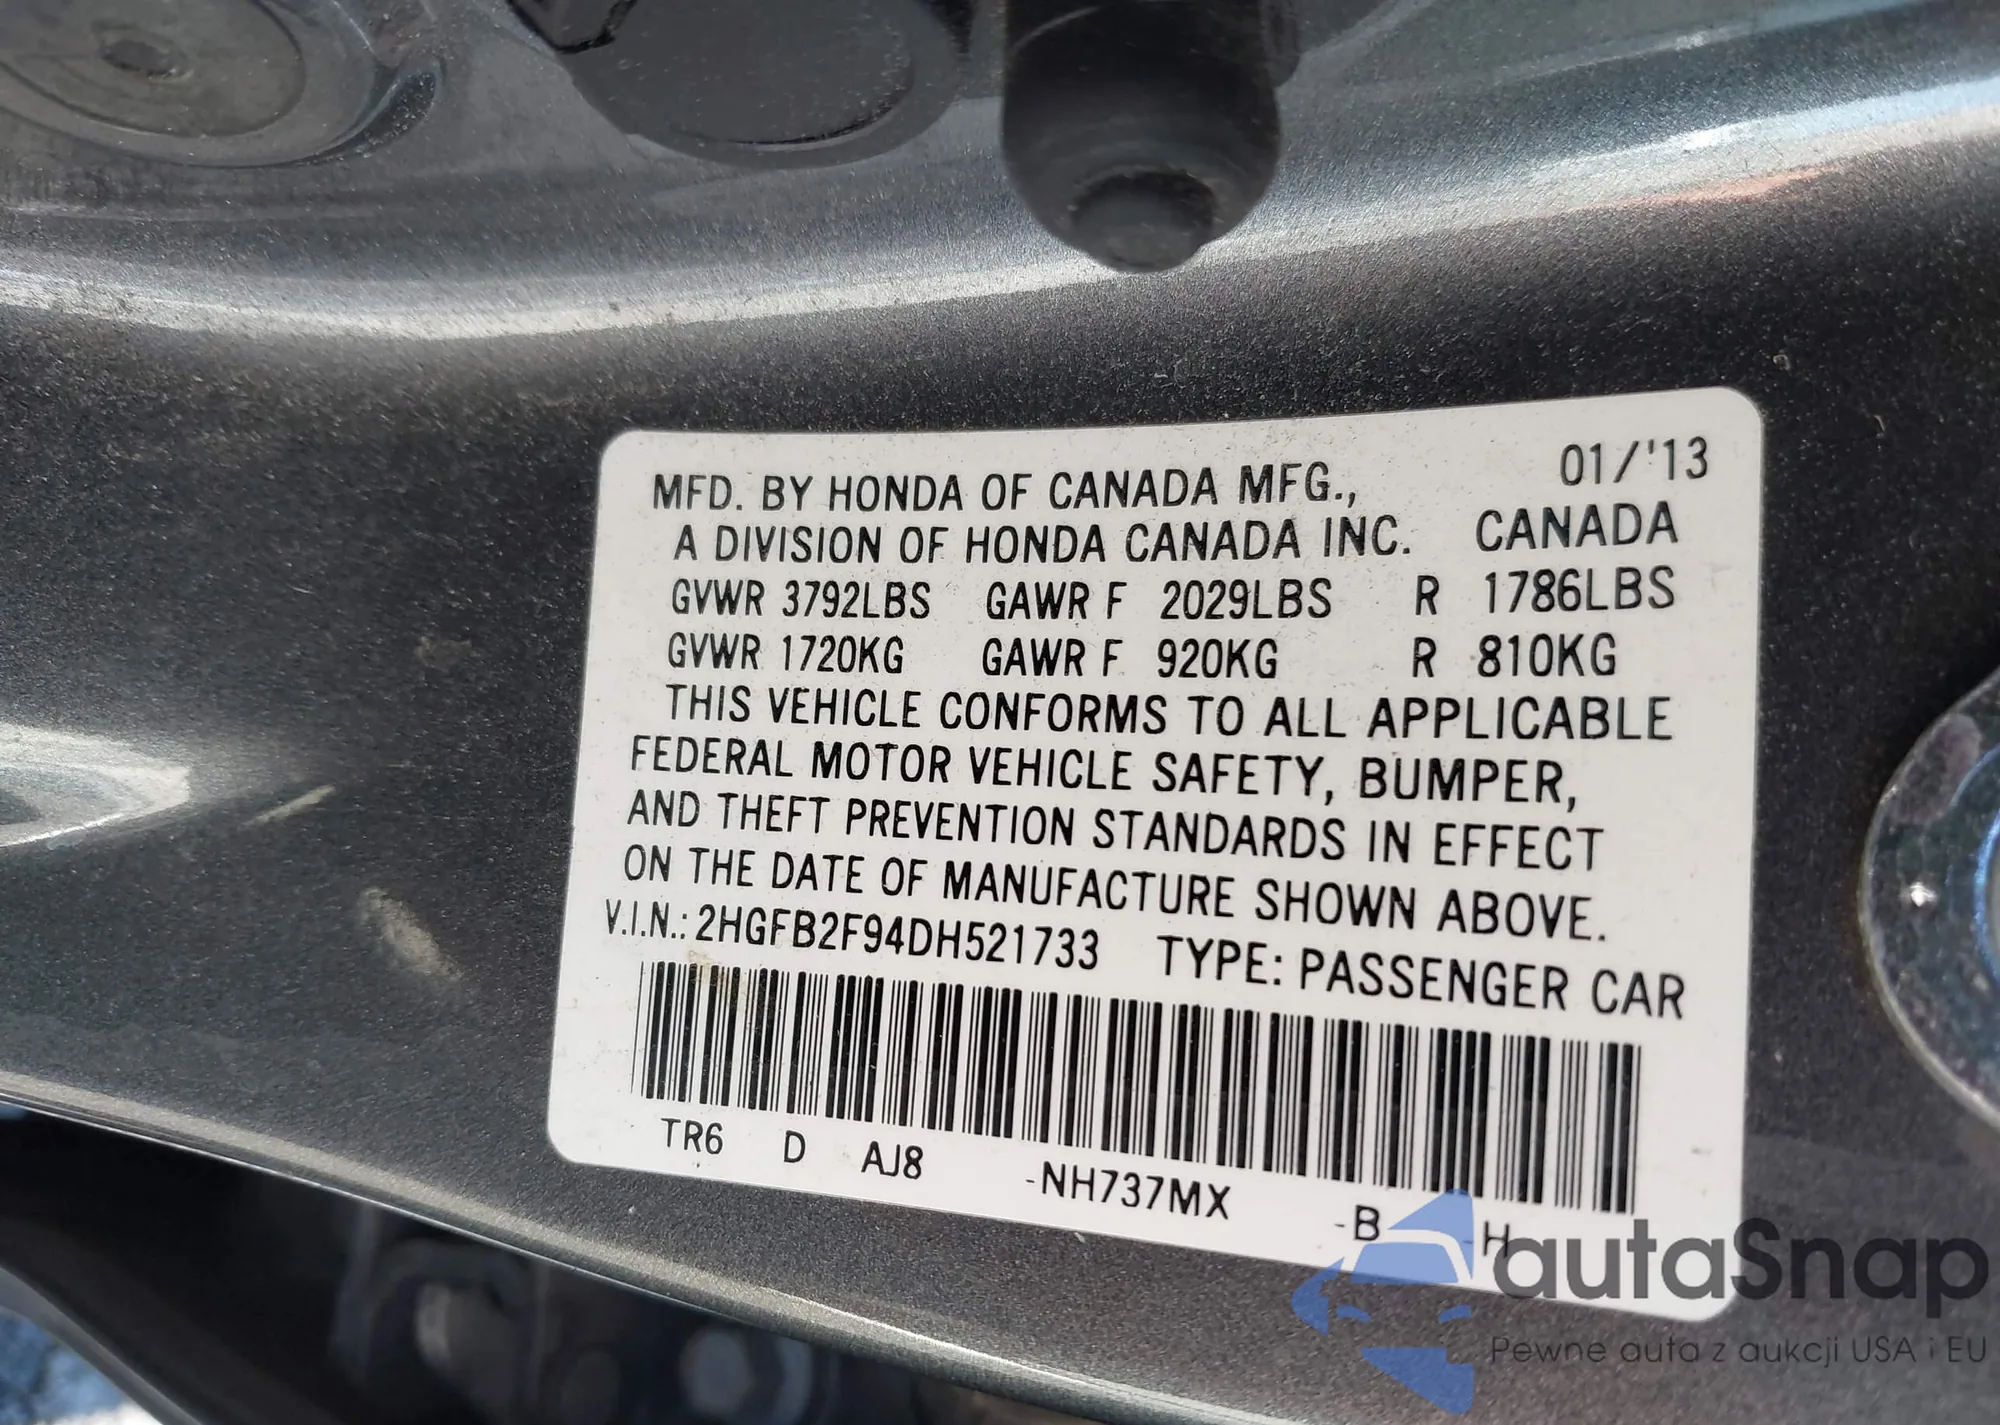 MFD. BY HONDA OF CANADA MFG., 01/'13
A DIVISION OF HONDA CANADA INC. CANADA
GVWR 3792LBS GAWR F 2029LBS R 1786LBS
GVWR 1720KG GAWR F 920KG R 810KG
THIS VEHICLE CONFORMS TO ALL APPLICABLE
FEDERAL MOTOR VEHICLE SAFETY, BUMPER,
AND THEFT PREVENTION STANDARDS IN EFFECT
ON THE DATE OF MANUFACTURE SHOWN ABOVE.
V.I.N.: 2HGFB2F94DH521733 TYPE: PASSENGER CAR
TR6 D AJ8 -NH737MX -B H
autaSnap
Pewne auta z aukcji USA i EU